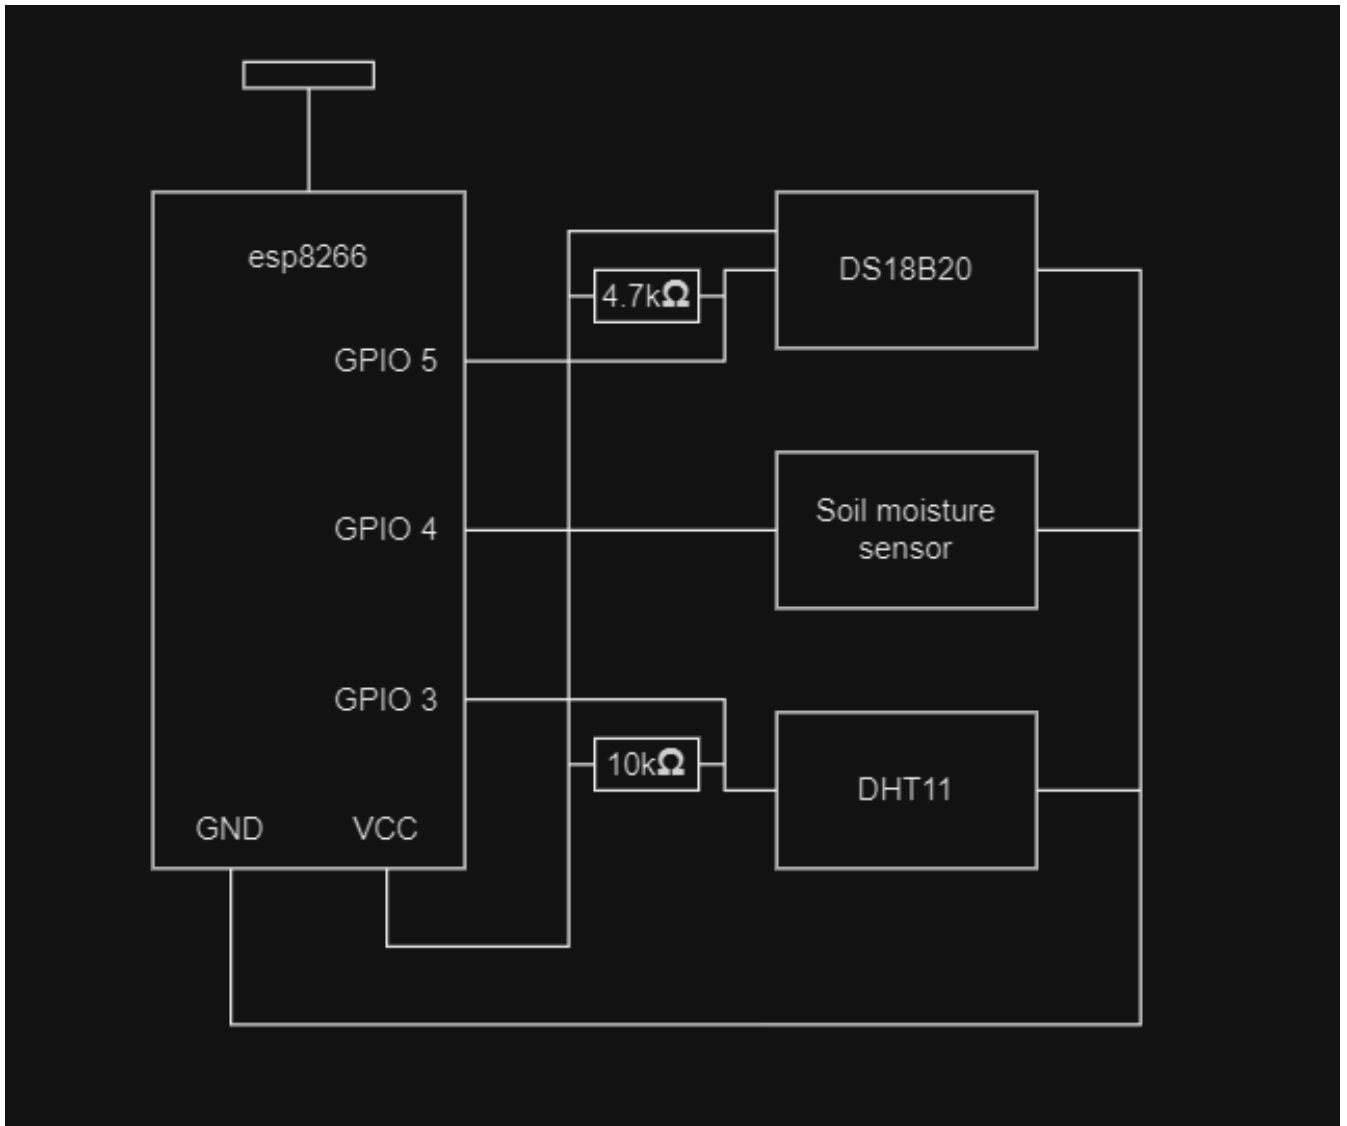 esp8266
GPIO 5
GPIO 4
GPIO 3
GND
VCC
4.7kΩ
DS18B20
Soil moisture
sensor
10kΩ
DHT11